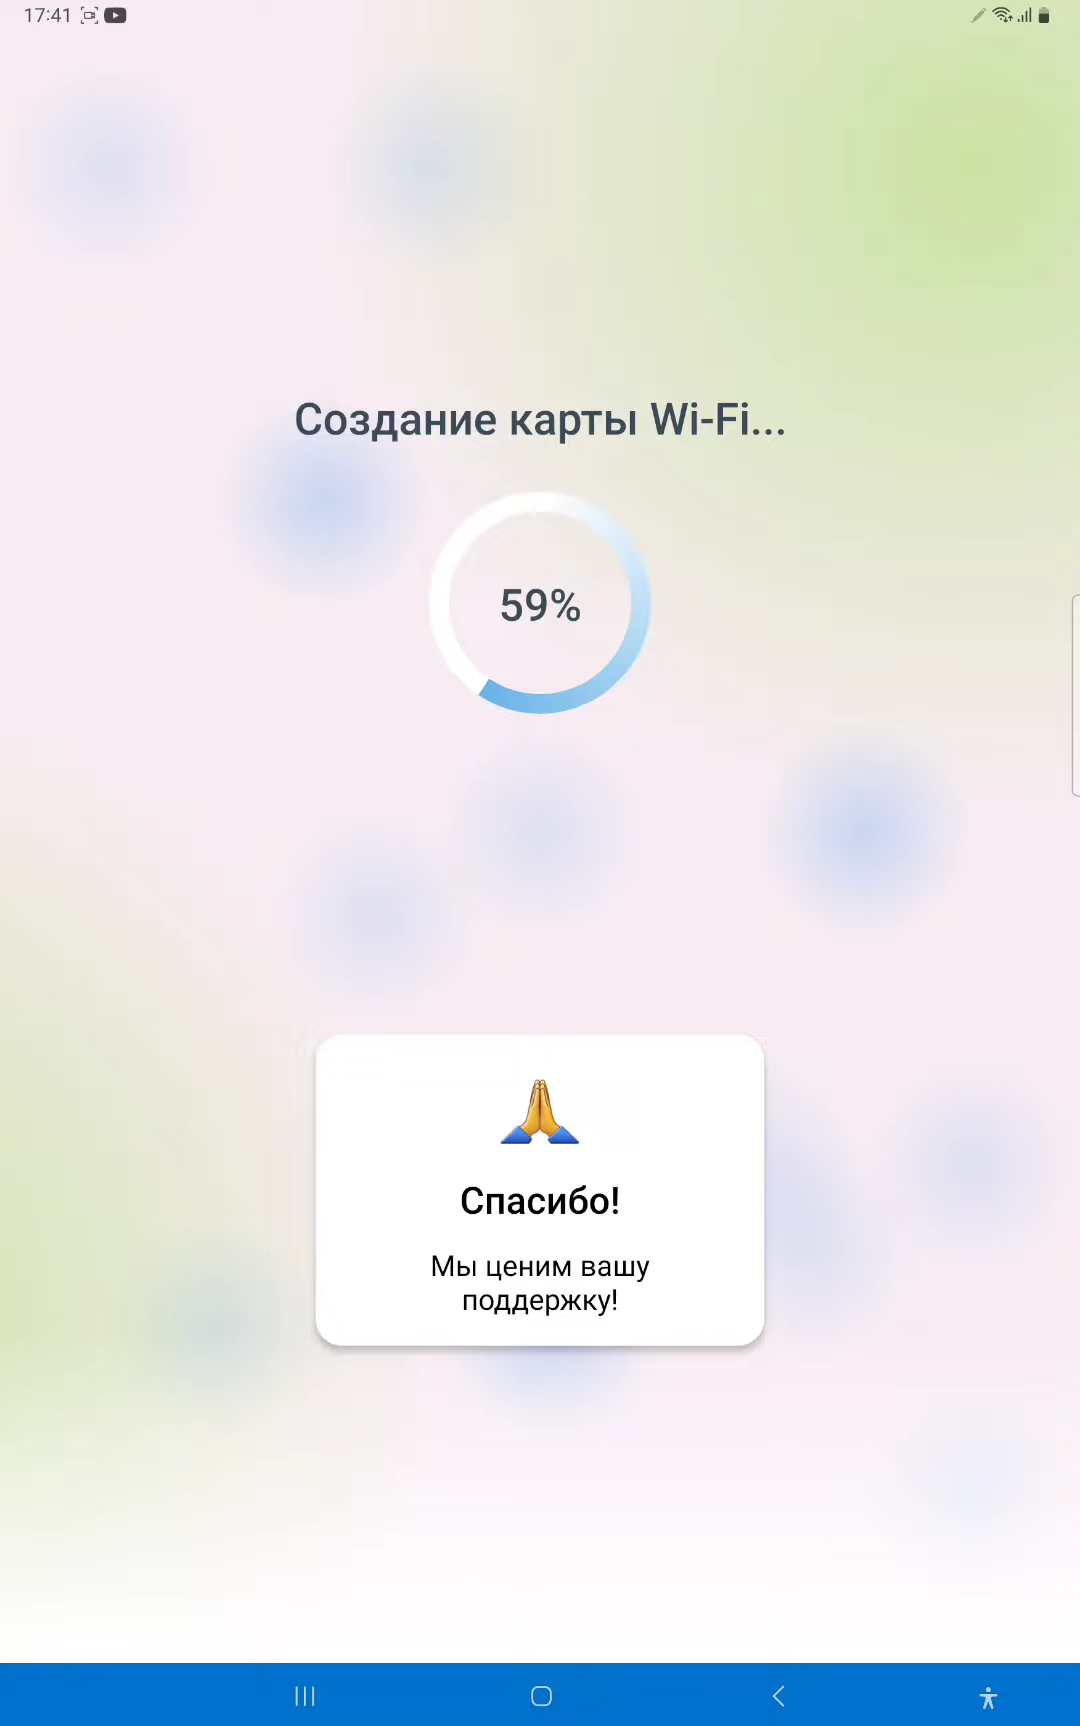 17:41
Создание карты Wi-Fi...
59%
Спасибо!
Мы ценим вашу
поддержку!